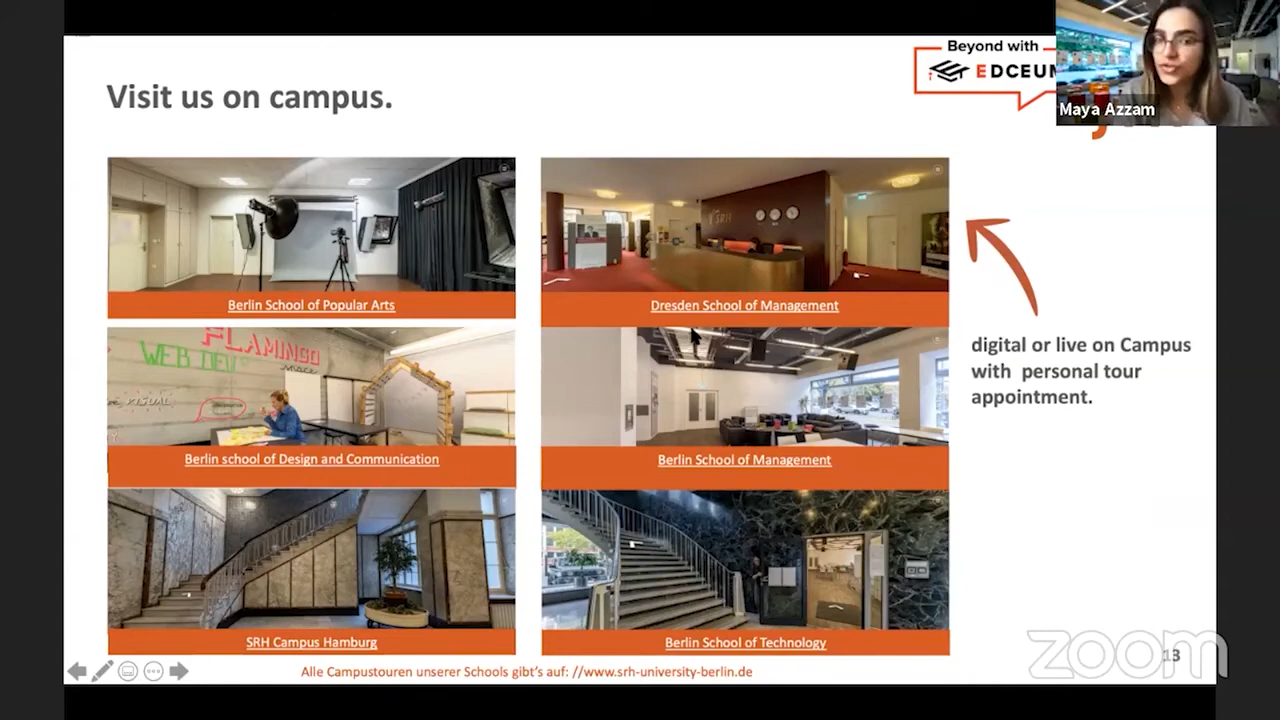 Visit us on campus.
Beyond with
EDCEUM
Maya Azzam
Berlin School of Popular Arts
SRH
Dresden School of Management
FLAMINGO
WEB DEV
digital or live on Campus
with personal tour
appointment.
Berlin school of Design and Communication
Berlin School of Management
SRH Campus Hamburg
Berlin School of Technology
Alle Campustouren unserer Schools gibt's auf: //www.srh-university-berlin.de
zoom
13